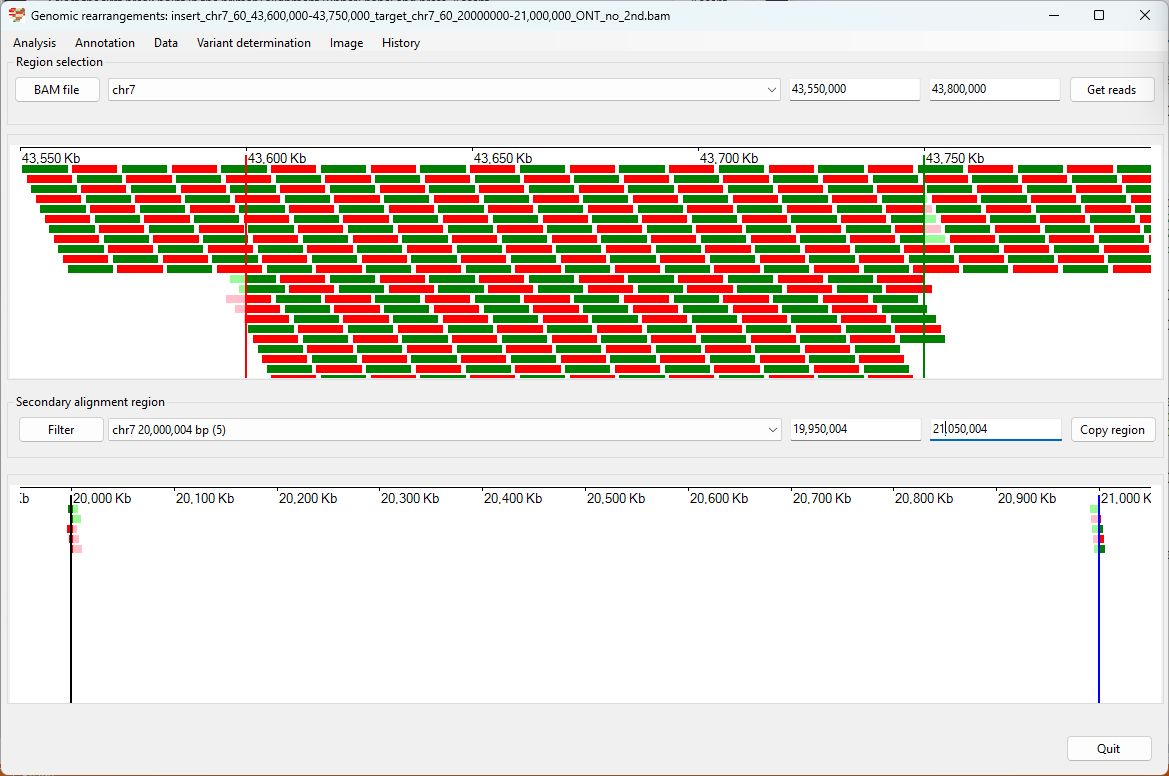 Genomic rearrangements: insert_chr7_60_43,600,000-43,750,000_target_chr7_60_20000000-21,000,000_ONT_no_2nd.bam
Analysis Annotation Data Variant determination Image History
Region selection
BAM file chr7 43,550,000 43,800,000 Get reads
43,550 Kb 43,600 Kb 43,650 Kb 43,700 Kb 43,750 Kb
Secondary alignment region
Filter chr7 20,000,004 bp (5) 19,950,004 21,050,004 Copy region
Kb 20,000 Kb 20,100 Kb 20,200 Kb 20,300 Kb 20,400 Kb 20,500 Kb 20,600 Kb 20,700 Kb 20,800 Kb 20,900 Kb 21,000 K
Quit